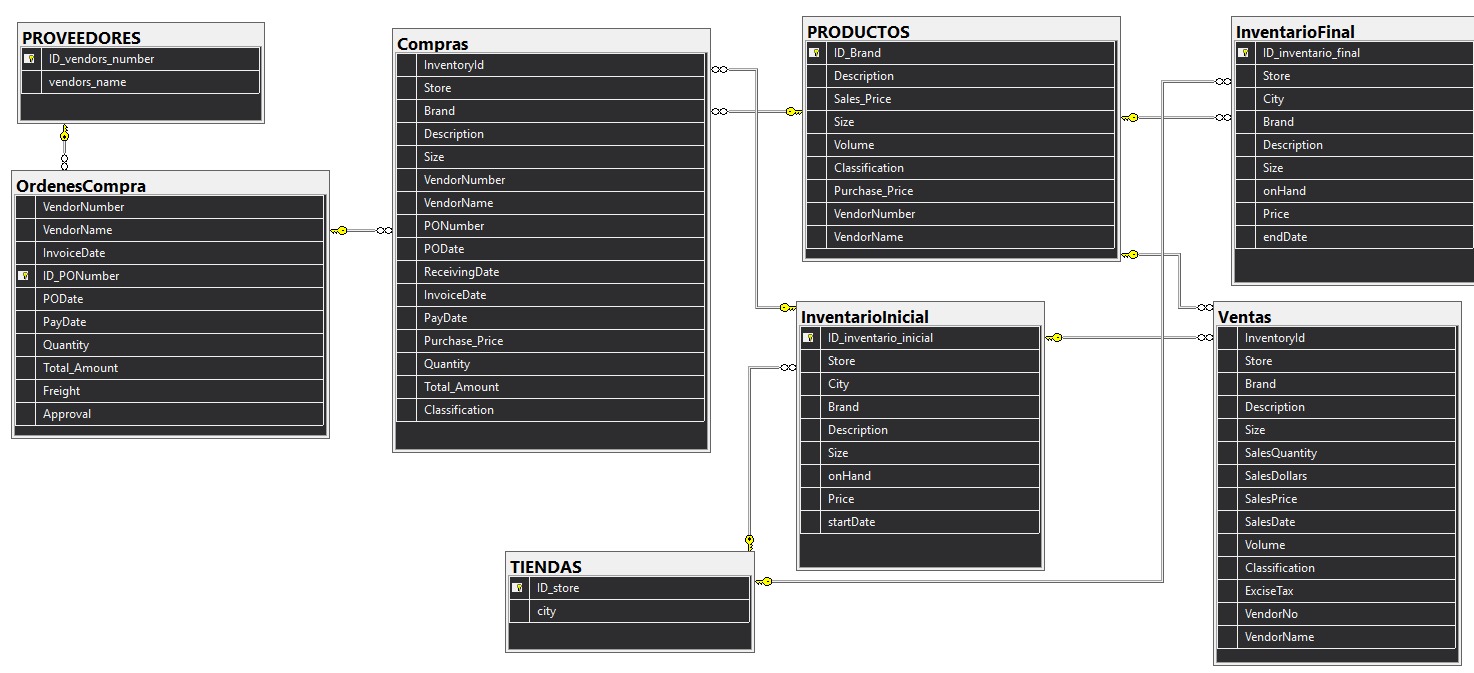 PROVEEDORES
ID_vendors_number
vendors_name
OrdenesCompra
VendorNumber
VendorName
InvoiceDate
ID_PONumber
PODate
PayDate
Quantity
Total_Amount
Freight
Approval
Compras
InventoryId
Store
Brand
Description
Size
VendorNumber
VendorName
PONumber
PODate
ReceivingDate
InvoiceDate
PayDate
Purchase_Price
Quantity
Total_Amount
Classification
PRODUCTOS
ID_Brand
Description
Sales_Price
Size
Volume
Classification
Purchase_Price
VendorNumber
VendorName
InventarioFinal
ID_inventario_final
Store
City
Brand
Description
Size
onHand
Price
endDate
InventarioInicial
ID_inventario_inicial
Store
City
Brand
Description
Size
onHand
Price
startDate
Ventas
InventoryId
Store
Brand
Description
Size
SalesQuantity
SalesDollars
SalesPrice
SalesDate
Volume
Classification
ExciseTax
VendorNo
VendorName
TIENDAS
ID_store
city